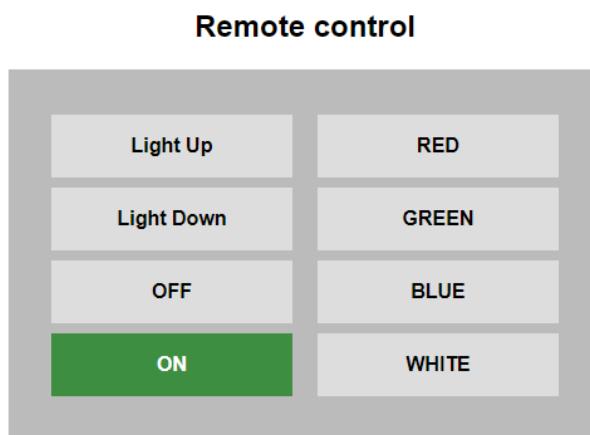 Remote control
Light Up
RED
Light Down
GREEN
OFF
BLUE
ON
WHITE